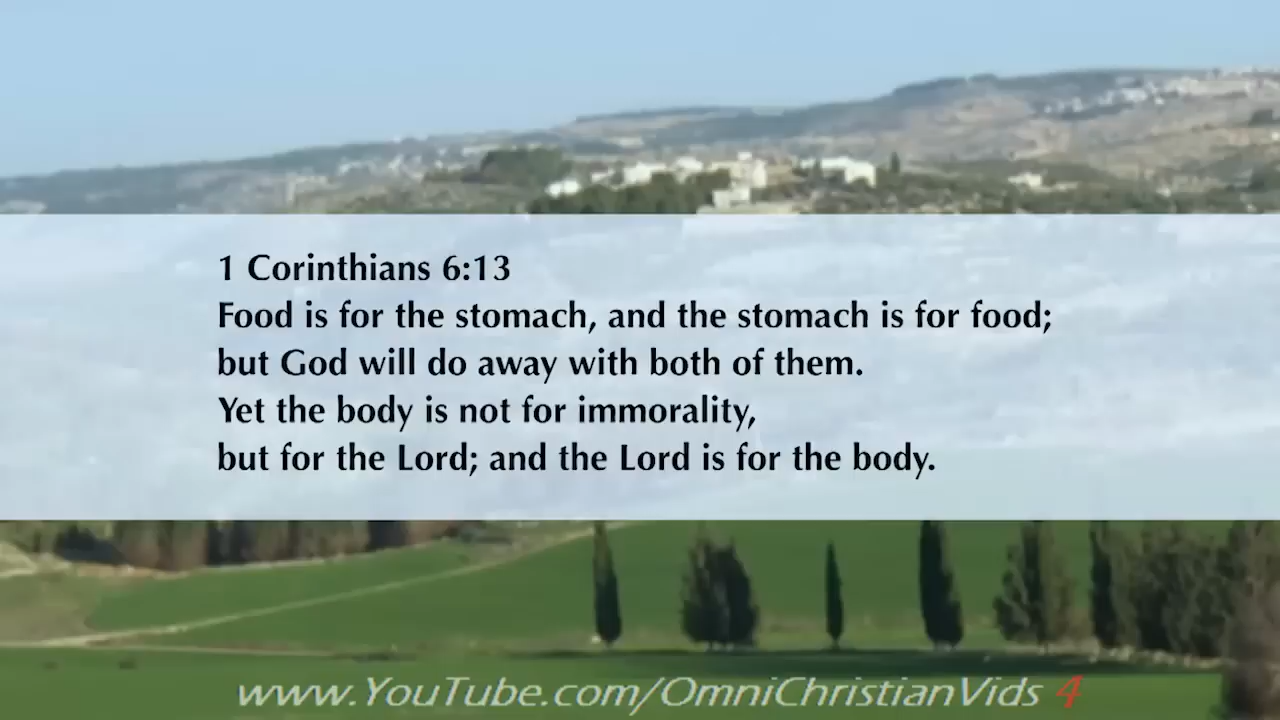 1 Corinthians 6:13
Food is for the stomach, and the stomach is for food;
but God will do away with both of them.
Yet the body is not for immorality,
but for the Lord; and the Lord is for the body.
www.YouTube.com/OmniChristianVids 4